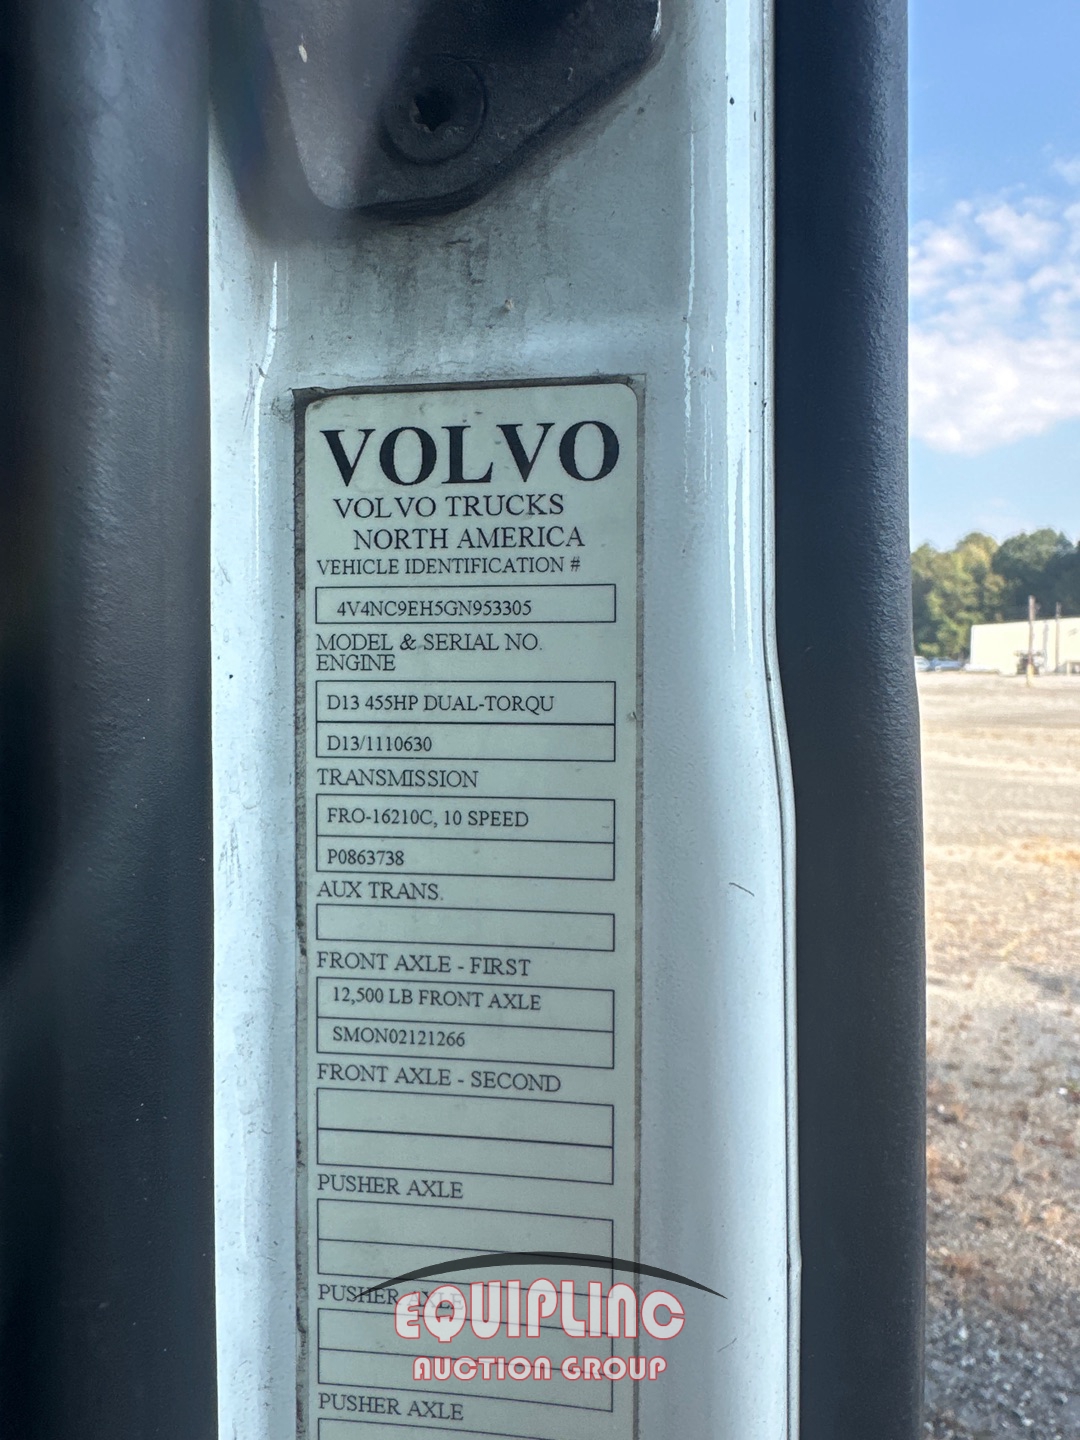 VOLVO
VOLVO TRUCKS
NORTH AMERICA
VEHICLE IDENTIFICATION #
4V4NC9EH5GN953305
MODEL & SERIAL NO.
ENGINE
D13 455HP DUAL-TORQU
D13/1110630
TRANSMISSION
FRO-16210C, 10 SPEED
P0863738
AUX TRANS.
FRONT AXLE - FIRST
12,500 LB FRONT AXLE
SMON02121266
FRONT AXLE - SECOND
PUSHER AXLE
PUSHER AXLE
EQUIPLINC
AUCTION GROUP
PUSHER AXLE